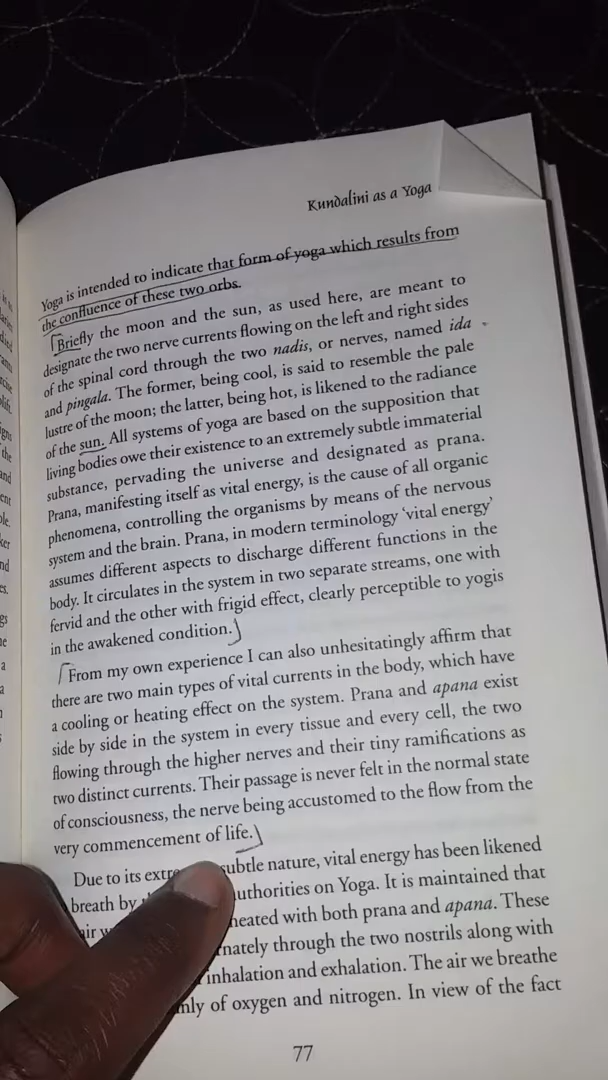 Kundalini as a Yoga
Yoga is intended to indicate that form of yoga which results from
the confluence of these two orbs.
Briefly the moon and the sun, as used here, are meant to
designate the two nerve currents flowing on the left and right sides
of the spinal cord through the two nadis, or nerves, named ida
and pingala. The former, being cool, is said to resemble the pale
lustre of the moon; the latter, being hot, is likened to the radiance
of the sun. All systems of yoga are based on the supposition that
living bodies owe their existence to an extremely subtle immaterial
substance, pervading the universe and designated as prana.
Prana, manifesting itself as vital energy, is the cause of all organic
phenomena, controlling the organisms by means of the nervous
system and the brain. Prana, in modern terminology ‘vital energy’
assumes different aspects to discharge different functions in the
body. It circulates in the system in two separate streams, one with
fervid and the other with frigid effect, clearly perceptible to yogis
in the awakened condition.
From my own experience I can also unhesitatingly affirm that
there are two main types of vital currents in the body, which have
a cooling or heating effect on the system. Prana and apana exist
side by side in the system in every tissue and every cell, the two
flowing through the higher nerves and their tiny ramifications as
two distinct currents. Their passage is never felt in the normal state
of consciousness, the nerve being accustomed to the flow from the
very commencement of life.
Due to its subtle nature, vital energy has been likened
breath by authorities on Yoga. It is maintained that
air heated with both prana and apana. These
through the two nostrils along with
inhalation and exhalation. The air we breathe
of oxygen and nitrogen. In view of the fact
77